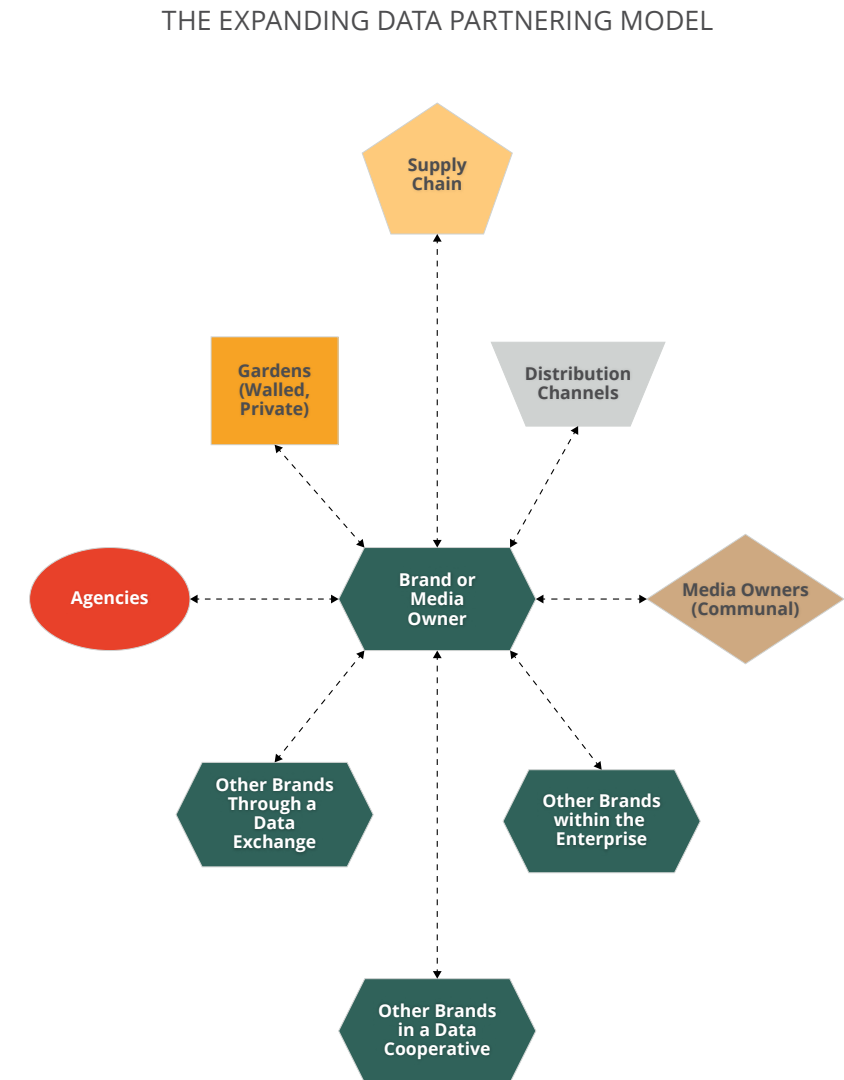 THE EXPANDING DATA PARTNERING MODEL
Supply
Chain
Gardens
(Walled,
Private)
Distribution
Channels
Agencies
Brand or
Media
Owner
Media Owners
(Communal)
Other Brands
Through a
Data
Exchange
Other Brands
within the
Enterprise
Other Brands
in a Data
Cooperative